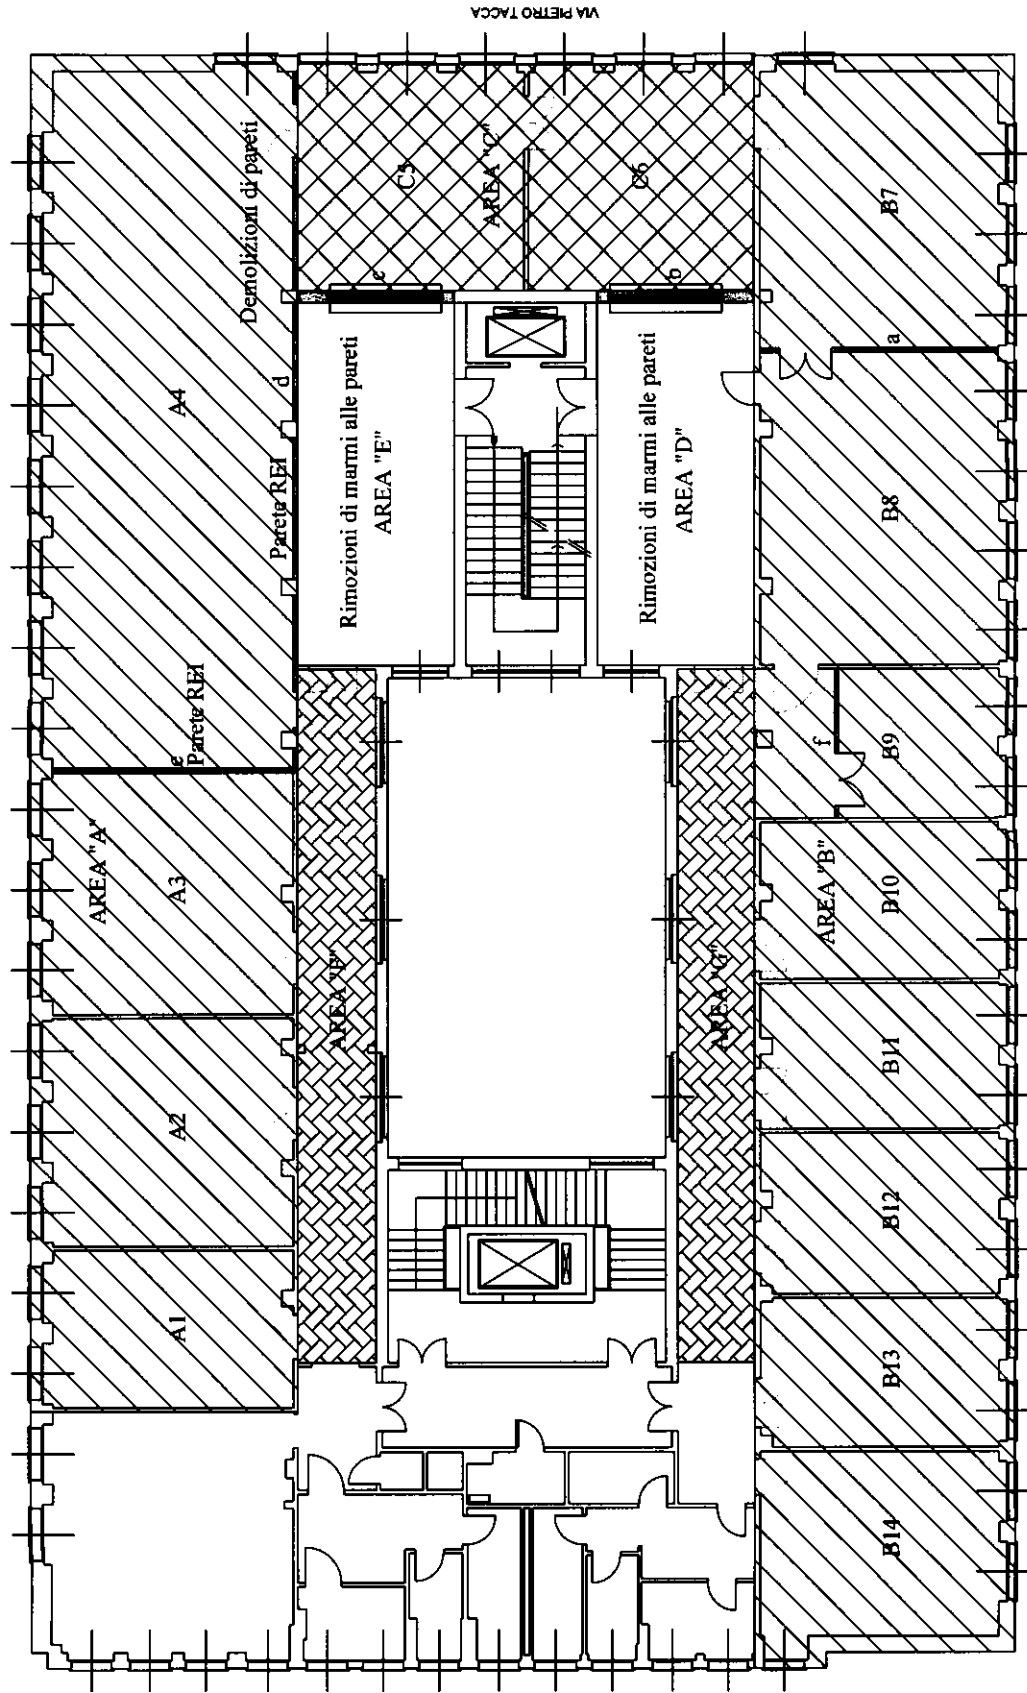 VIA PIETRO TACCA
Demolizioni di pareti
C5
AREA "C"
C6
B7
c
b
a
A4
d
Parete REI
Rimozioni di marmi alle pareti
AREA "E"
Rimozioni di marmi alle pareti
AREA "D"
B8
e
Parete REI
f
B9
AREA "A"
A3
AREA "B"
B10
AREA "F"
AREA "G"
B11
A2
B12
A1
B13
B14